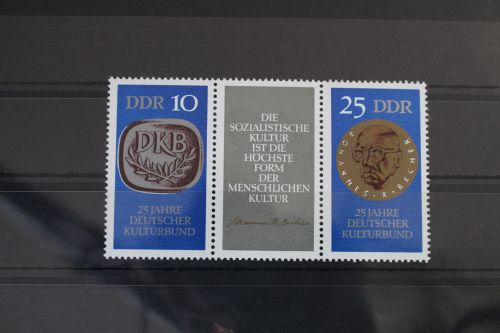 DDR 10
DKB
25 JAHRE
DEUTSCHER
KULTURBUND
DIE
SOZIALISTISCHE
KULTUR
IST DIE
HÖCHSTE
FORM
DER
MENSCHLICHEN
KULTUR
25 DDR
JOHANNES · R · BECHER
25 JAHRE
DEUTSCHER
KULTURBUND